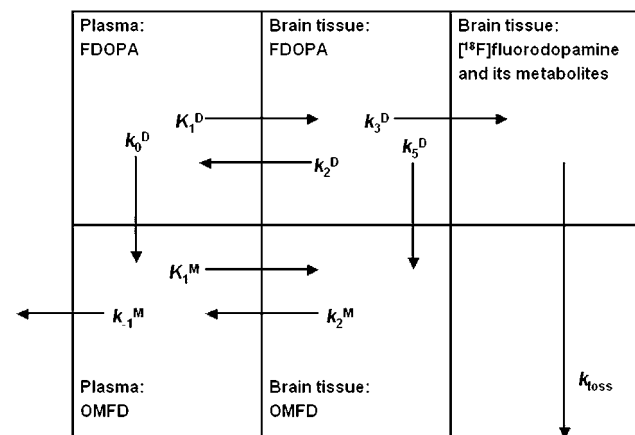 Plasma:
FDOPA
Brain tissue:
FDOPA
Brain tissue:
[¹⁸F]fluorodopamine
and its metabolites
k₀ᴰ
K₁ᴰ
k₂ᴰ
k₃ᴰ
k₅ᴰ
K₁ᴹ
k₋₁ᴹ
k₂ᴹ
kₗₒₛₛ
Plasma:
OMFD
Brain tissue:
OMFD